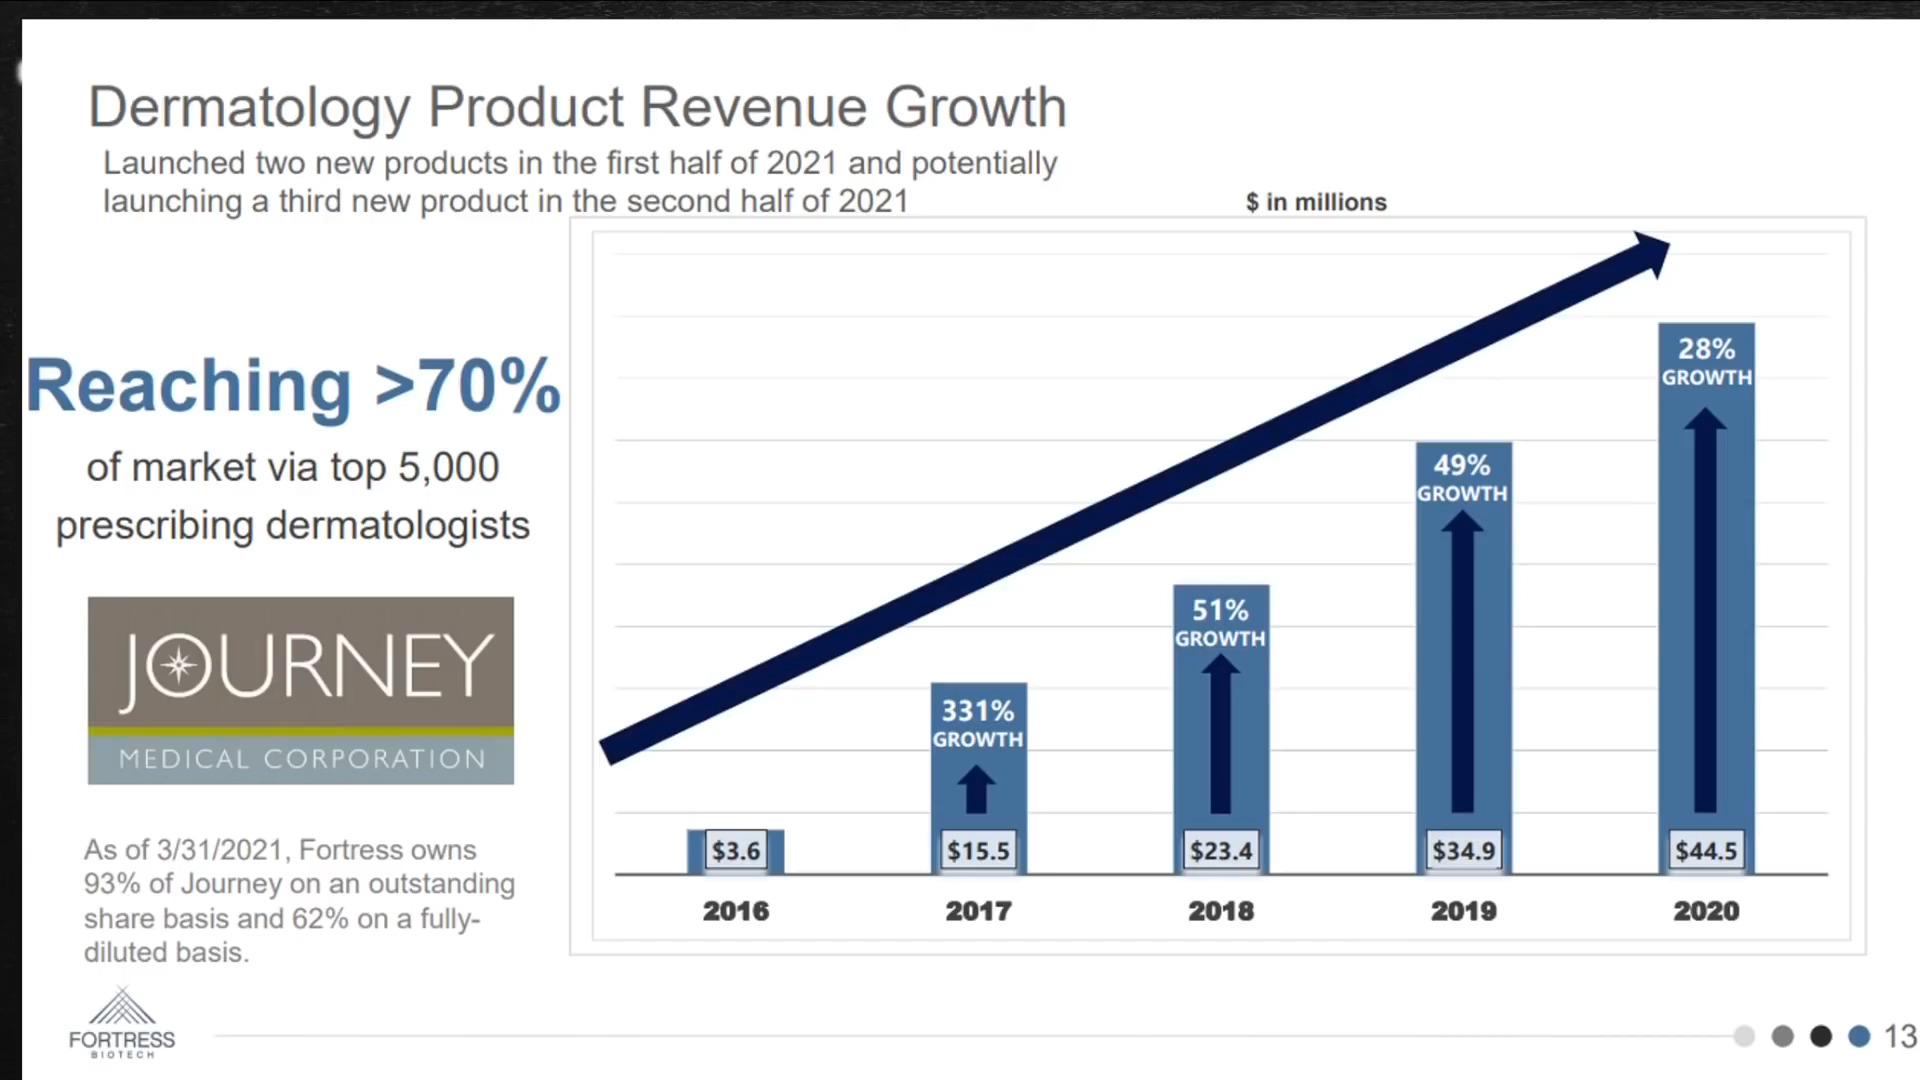 Dermatology Product Revenue Growth
Launched two new products in the first half of 2021 and potentially
launching a third new product in the second half of 2021
$ in millions
Reaching >70%
of market via top 5,000
prescribing dermatologists
JOURNEY
MEDICAL CORPORATION
As of 3/31/2021, Fortress owns
93% of Journey on an outstanding
share basis and 62% on a fully-
diluted basis.
28%
GROWTH
49%
GROWTH
51%
GROWTH
331%
GROWTH
$3.6
$15.5
$23.4
$34.9
$44.5
2016
2017
2018
2019
2020
FORTRESS
BIOTECH
13